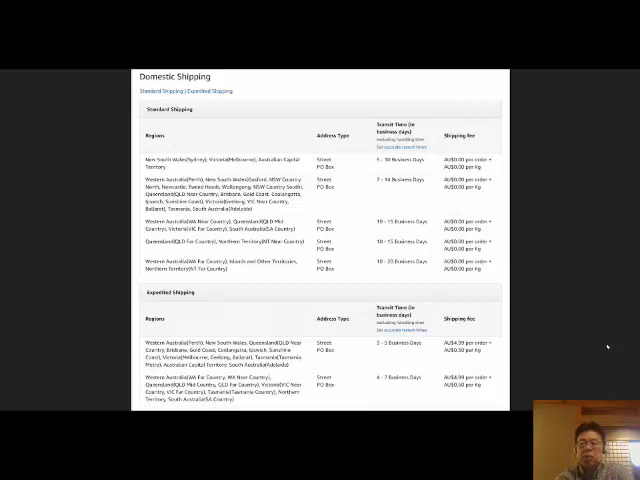 Domestic Shipping
Standard Shipping | Expedited Shipping
Standard Shipping
Regions
Address Type
Transit Time (in
business days)
excluding handling time
Set accurate transit times
Shipping fee
New South Wales(Sydney), Victoria(Melbourne), Australian Capital
Territory
Street
PO Box
5 - 10 Business Days
AU$0.00 per order +
AU$0.00 per Kg
Western Australia(Perth), New South Wales(Gosford), NSW Country
North, Newcastle, Tweed Heads, Wollongong, NSW Country South),
Queensland(QLD Near Country, Brisbane, Gold Coast, Coolangatta,
Ipswich, Sunshine Coast), Victoria(Geelong, VIC Near Country,
Ballarat), Tasmania, South Australia(Adelaide)
Street
PO Box
7 - 14 Business Days
AU$0.00 per order +
AU$0.00 per Kg
Western Australia(WA Near Country), Queensland(QLD Mid
Country), Victoria(VIC Far Country), South Australia(SA Country)
Street
PO Box
10 - 15 Business Days
AU$0.00 per order +
AU$0.00 per Kg
Queensland(QLD Far Country), Northern Territory(NT Near Country)
Street
PO Box
10 - 15 Business Days
AU$0.00 per order +
AU$0.00 per Kg
Western Australia(WA Far Country), Islands and Other Territories,
Northern Territory(NT Far Country)
Street
PO Box
10 - 20 Business Days
AU$0.00 per order +
AU$0.00 per Kg
Expedited Shipping
Regions
Address Type
Transit Time (in
business days)
excluding handling time
Set accurate transit times
Shipping fee
Western Australia(Perth), New South Wales, Queensland(QLD Near
Country, Brisbane, Gold Coast, Coolangatta, Ipswich, Sunshine
Coast), Victoria(Melbourne, Geelong, Ballarat), Tasmania(Tasmania
Metro), Australian Capital Territory, South Australia(Adelaide)
Street
PO Box
3 - 5 Business Days
AU$4.99 per order +
AU$0.50 per Kg
Western Australia(WA Far Country, WA Near Country),
Queensland(QLD Mid Country, QLD Far Country), Victoria(VIC Near
Country, VIC Far Country), Tasmania(Tasmania Country), Northern
Territory, South Australia(SA Country)
Street
PO Box
4 - 7 Business Days
AU$4.99 per order +
AU$0.50 per Kg